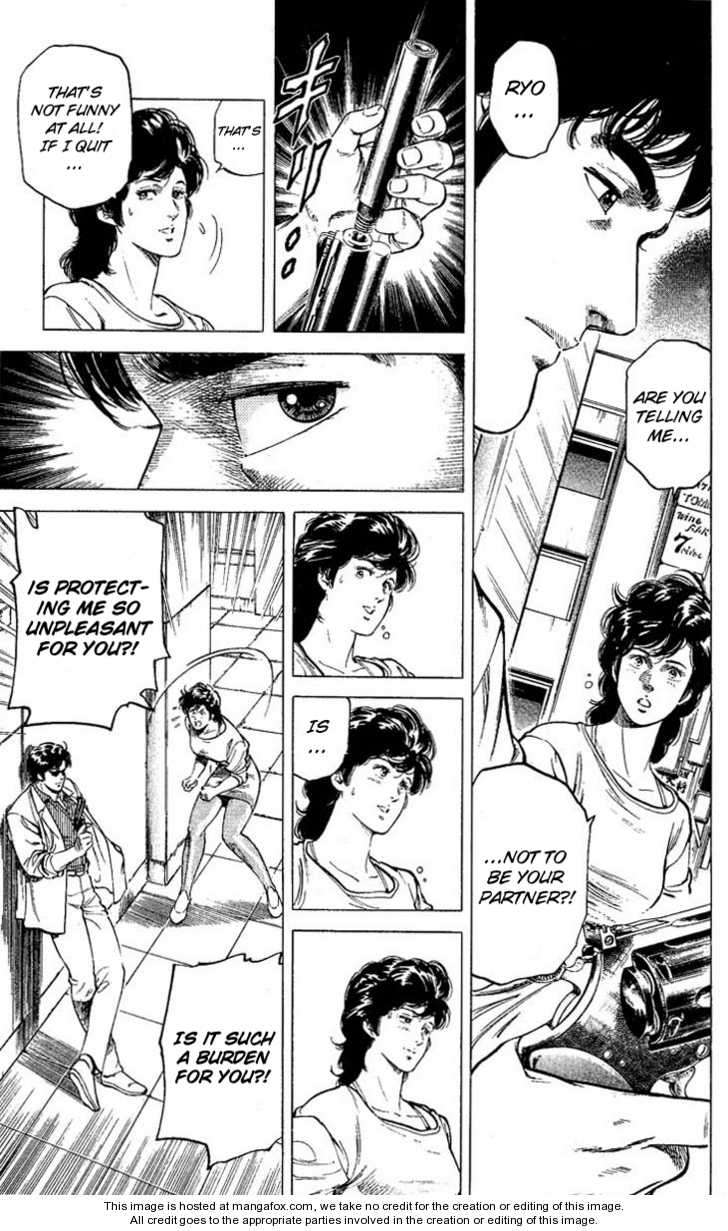 RYO
...
ARE YOU
TELLING
ME...
7
...NOT TO
BE YOUR
PARTNER?!
キリ
THAT'S
...
THAT'S
NOT FUNNY
AT ALL!
IF I QUIT
...
IS
...
IS PROTECT-
ING ME SO
UNPLEASANT
FOR YOU?!
IS IT SUCH
A BURDEN
FOR YOU?!
This image is hosted at mangafox.com, we take no credit for the creation or editing of this image.
All credit goes to the appropriate parties involved in the creation or editing of this image.